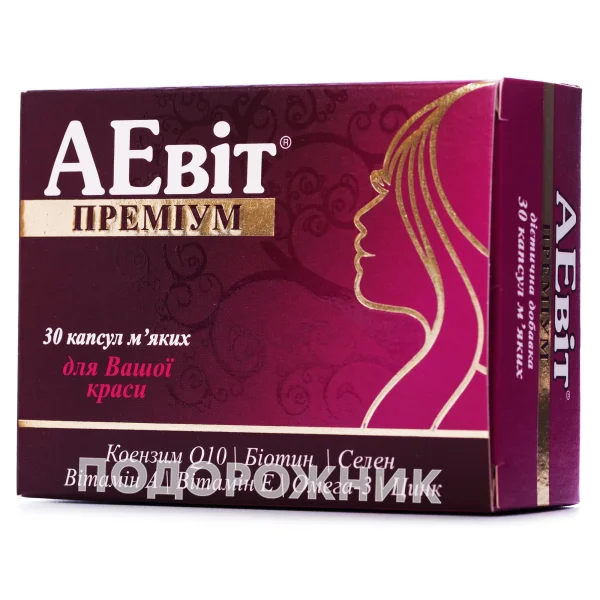 АЕвіт®
ПРЕМІУМ
30 капсул м’яких
для Вашої
краси
Коензим Q10 | Біотин | Селен
Вітамін А | Вітамін Е | Омега-3 | Цинк
ПОДОРОЖНИК
АЕвіт®
ПРЕМІУМ
дієтична добавка
30 капсул м’яких